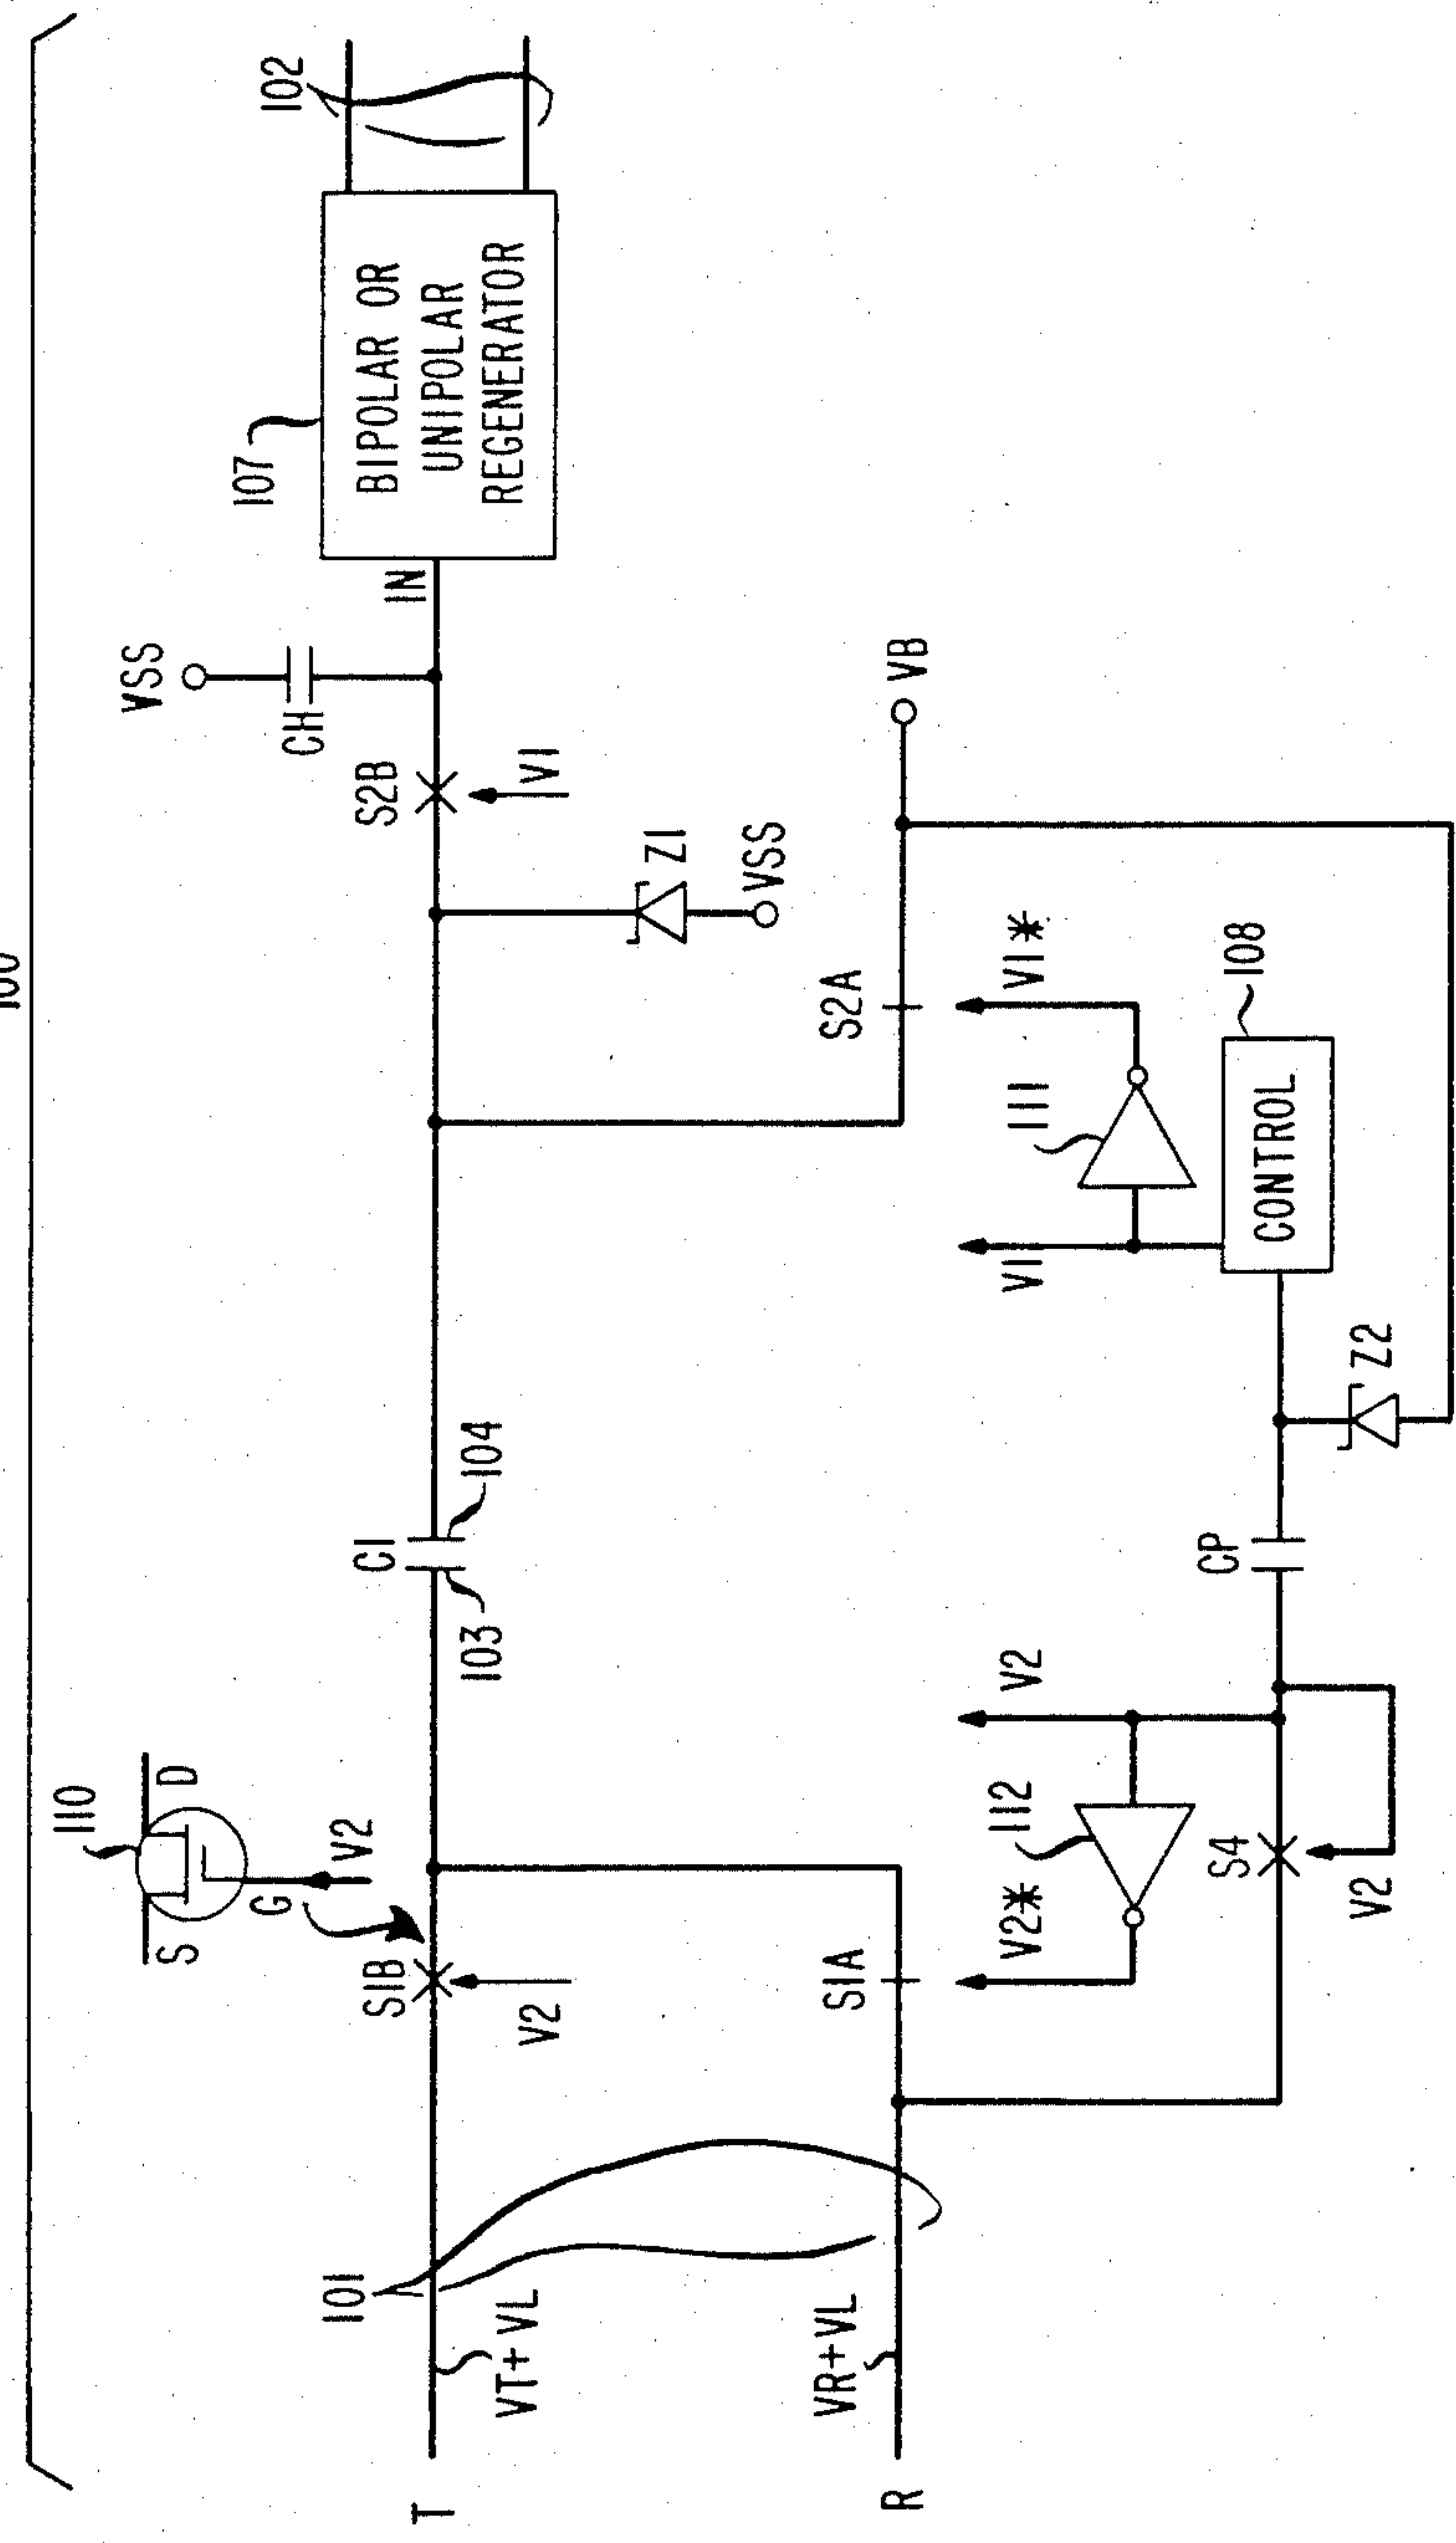 100
110
S
D
G
V2
T
VT+VL
101
S1B
V2
C1
103
104
S2B
V1
VSS
CH
IN
107
BIPOLAR OR
UNIPOLAR
REGENERATOR
102
Z1
VSS
R
VR+VL
S1A
S2A
VB
V2*
112
V2
V1
111
V1*
S4
V2
CP
Z2
CONTROL
108